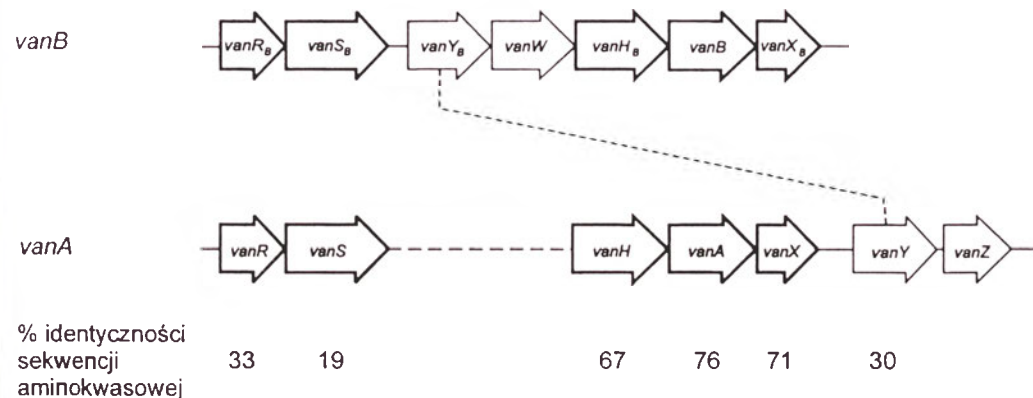 vanB vanR_B vanS_B vanY_B vanW vanH_B vanB vanX_B
vanA vanR vanS vanH vanA vanX vanY vanZ
% identyczności
sekwencji 33 19 67 76 71 30
aminokwasowej